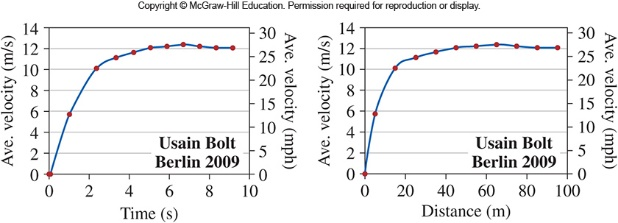 Copyright © McGraw-Hill Education. Permission required for reproduction or display.
Ave. velocity (m/s)
14
12
10
8
6
4
2
0
0 2 4 6 8 10
Time (s)
Usain Bolt
Berlin 2009
30
25
20
15
10
5
0
Ave. velocity (mph)
Ave. velocity (m/s)
14
12
10
8
6
4
2
0
0 20 40 60 80 100
Distance (m)
Usain Bolt
Berlin 2009
30
25
20
15
10
5
0
Ave. velocity (mph)